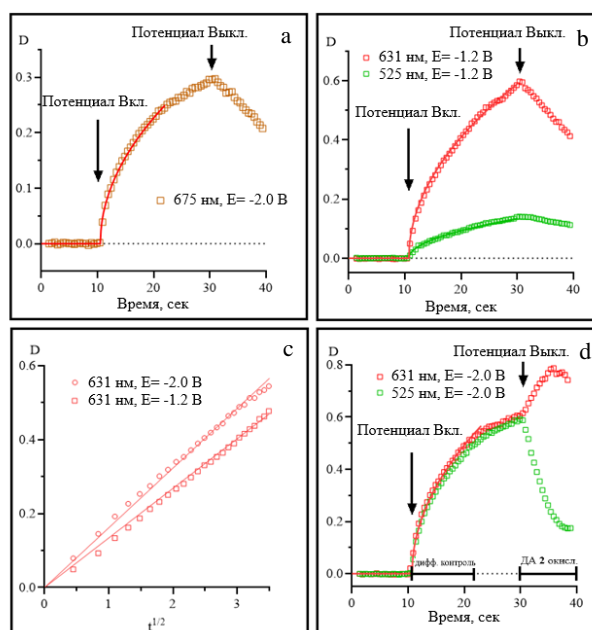 D
a
Потенциал Выкл.
Потенциал Вкл.
675 нм, E= -2.0 В
0.3
0.2
0.1
0.0
0 10 20 30 40
Время, сек
D
b
631 нм, E= -1.2 В
525 нм, E= -1.2 В
Потенциал Выкл.
Потенциал Вкл.
0.6
0.4
0.2
0.0
0 10 20 30 40
Время, сек
D
c
631 нм, E= -2.0 В
631 нм, E= -1.2 В
0.6
0.4
0.2
0.0
0 1 2 3
t^1/2
D
d
Потенциал Выкл.
631 нм, E= -2.0 В
525 нм, E= -2.0 В
Потенциал Вкл.
0.8
0.6
0.4
0.2
0.0
дифф. контроль
ДА 2 окисл.
0 10 20 30 40
Время, сек